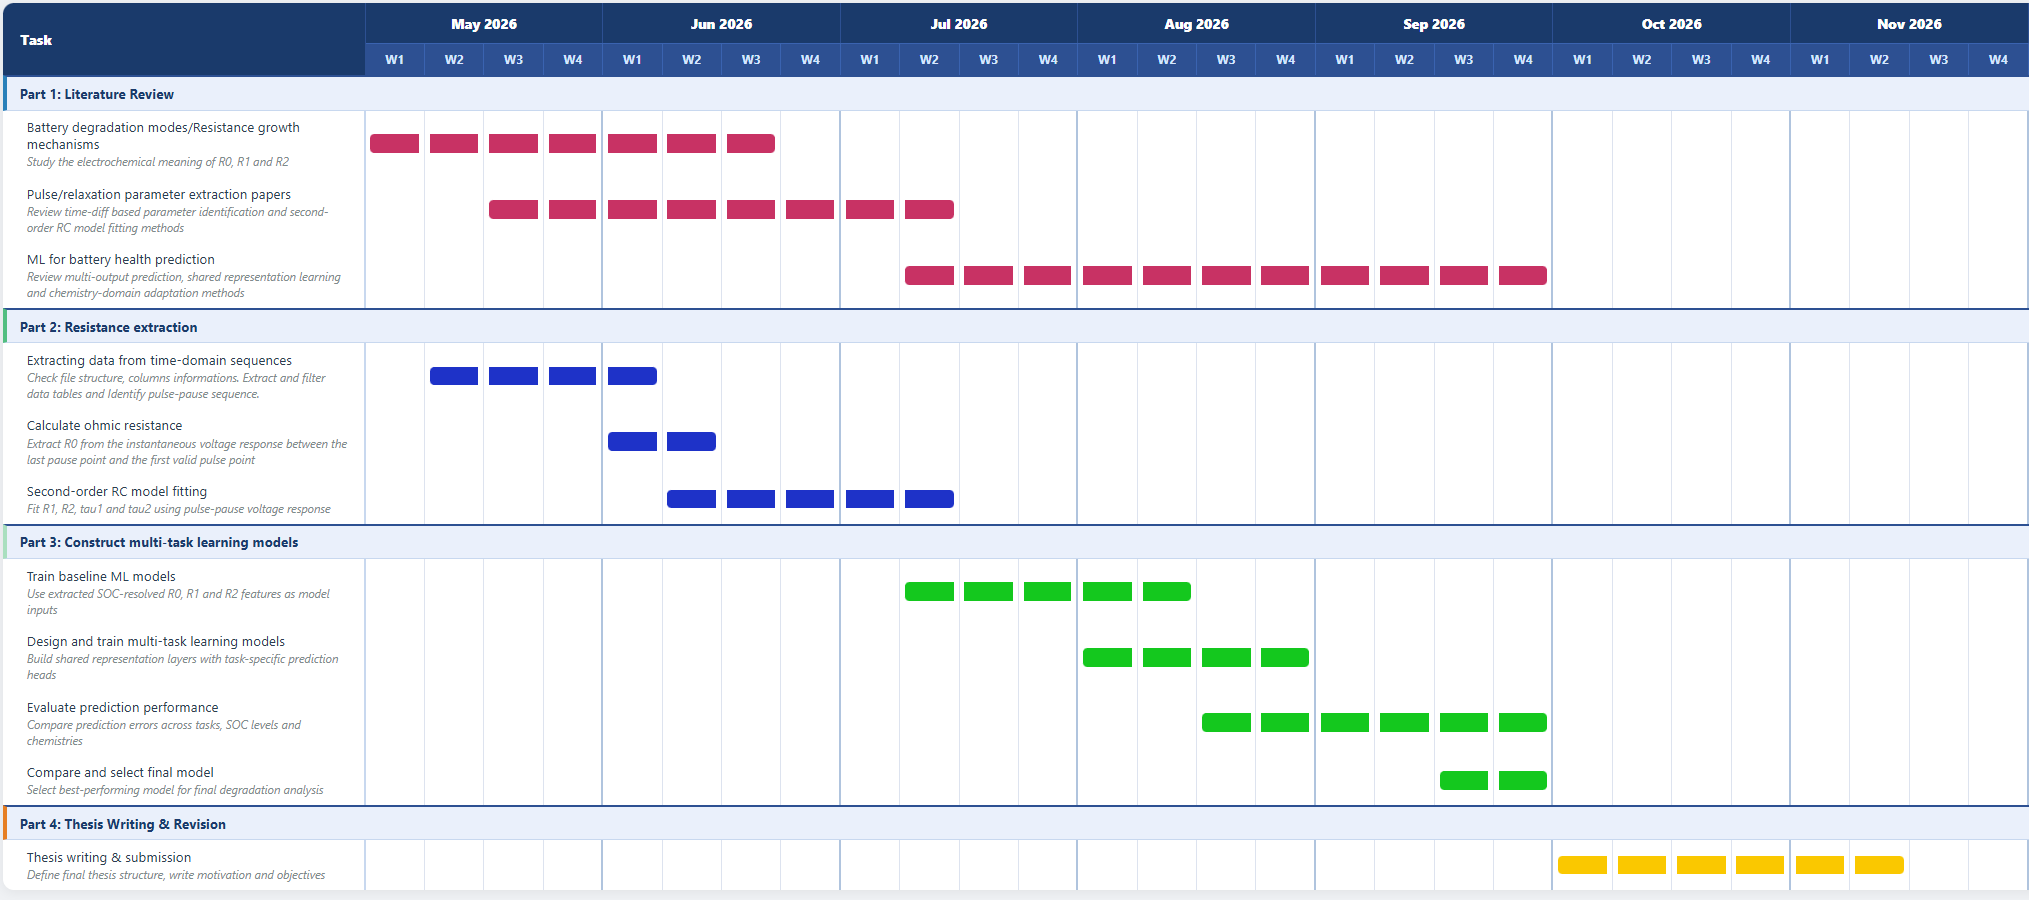 Task
May 2026 Jun 2026 Jul 2026 Aug 2026 Sep 2026 Oct 2026 Nov 2026
W1 W2 W3 W4 W1 W2 W3 W4 W1 W2 W3 W4 W1 W2 W3 W4 W1 W2 W3 W4 W1 W2 W3 W4 W1 W2 W3 W4
Part 1: Literature Review
Battery degradation modes/Resistance growth
mechanisms
Study the electrochemical meaning of R0, R1 and R2
Pulse/relaxation parameter extraction papers
Review time-diff based parameter identification and second-
order RC model fitting methods
ML for battery health prediction
Review multi-output prediction, shared representation learning
and chemistry-domain adaptation methods
Part 2: Resistance extraction
Extracting data from time-domain sequences
Check file structure, columns informations. Extract and filter
data tables and Identify pulse-pause sequence.
Calculate ohmic resistance
Extract R0 from the instantaneous voltage response between the
last pause point and the first valid pulse point
Second-order RC model fitting
Fit R1, R2, tau1 and tau2 using pulse-pause voltage response
Part 3: Construct multi-task learning models
Train baseline ML models
Use extracted SOC-resolved R0, R1 and R2 features as model
inputs
Design and train multi-task learning models
Build shared representation layers with task-specific prediction
heads
Evaluate prediction performance
Compare prediction errors across tasks, SOC levels and
chemistries
Compare and select final model
Select best-performing model for final degradation analysis
Part 4: Thesis Writing & Revision
Thesis writing & submission
Define final thesis structure, write motivation and objectives